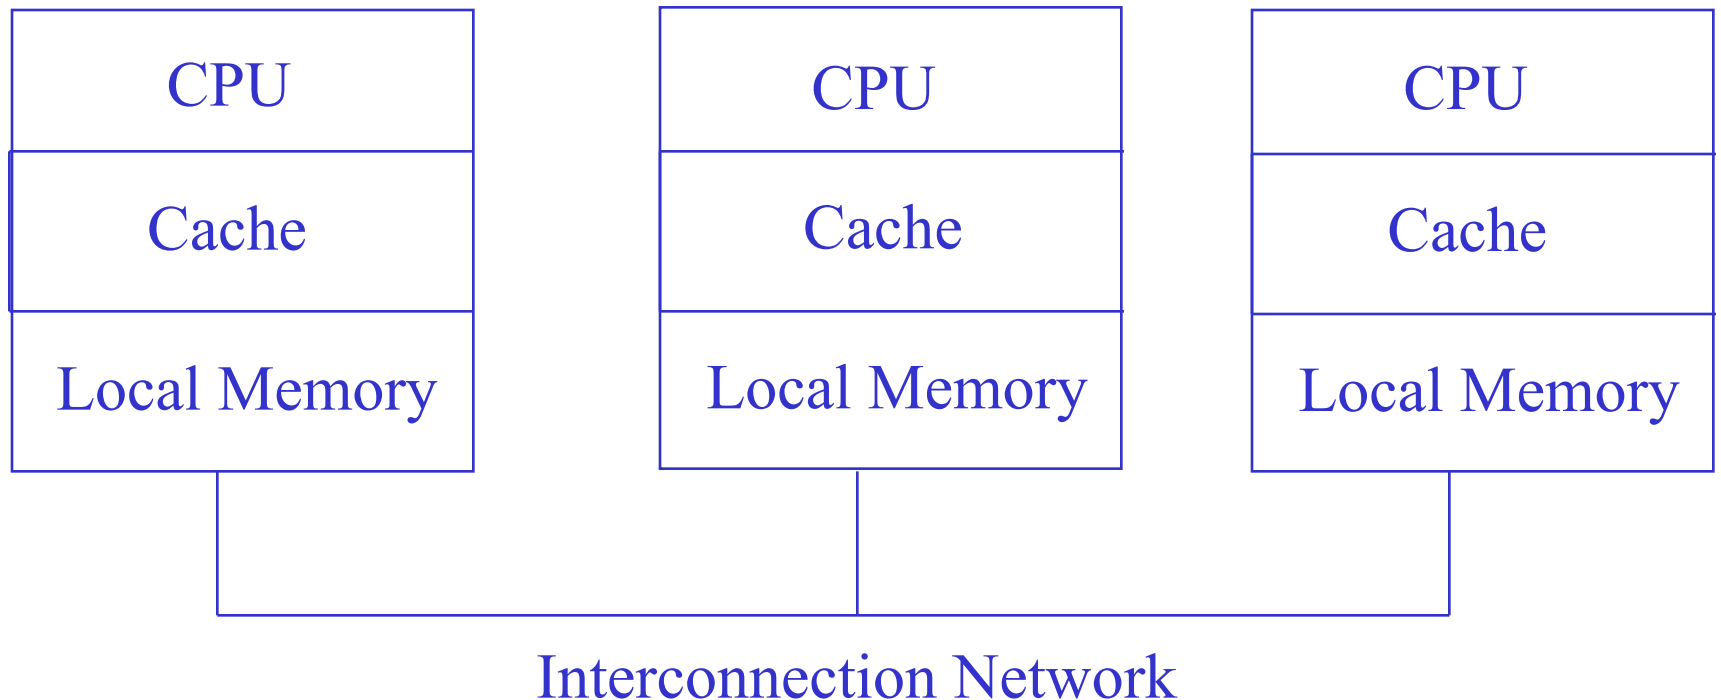 CPU
CPU
CPU
Cache
Cache
Cache
Local Memory
Local Memory
Local Memory
Interconnection Network